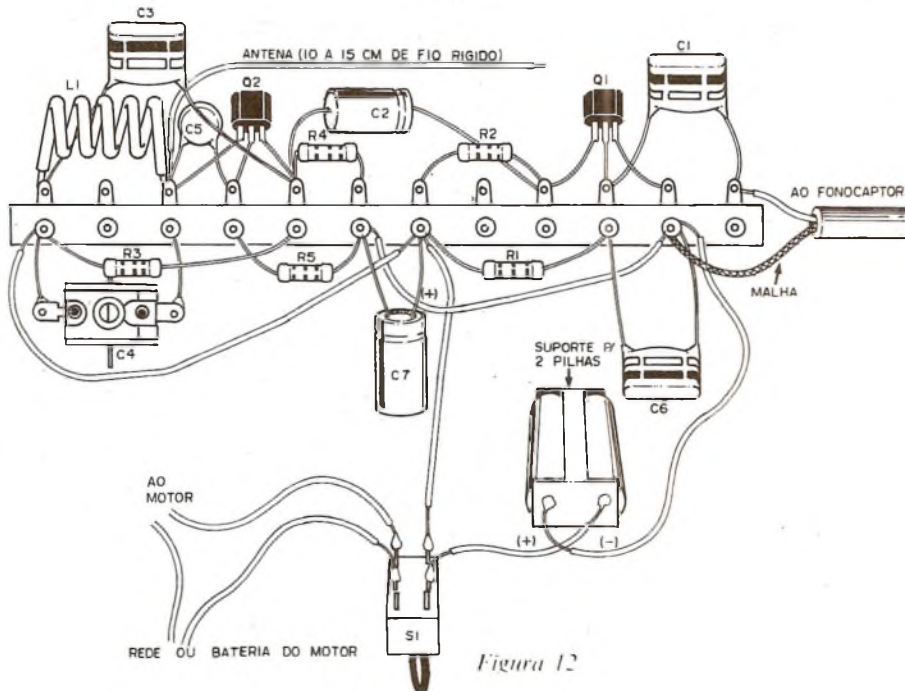 C3
ANTENA (10 A 15 CM DE FIO RIGIDO)
C1
L1
Q2
Q1
C5
C2
R4
R2
AO FONOCAPTOR
R3
R5
(+)
R1
MALHA
C4
C7
SUPORTE P/
2 PILHAS
C6
AO
MOTOR
(+)
(-)
S1
REDE OU BATERIA DO MOTOR
Figura 12